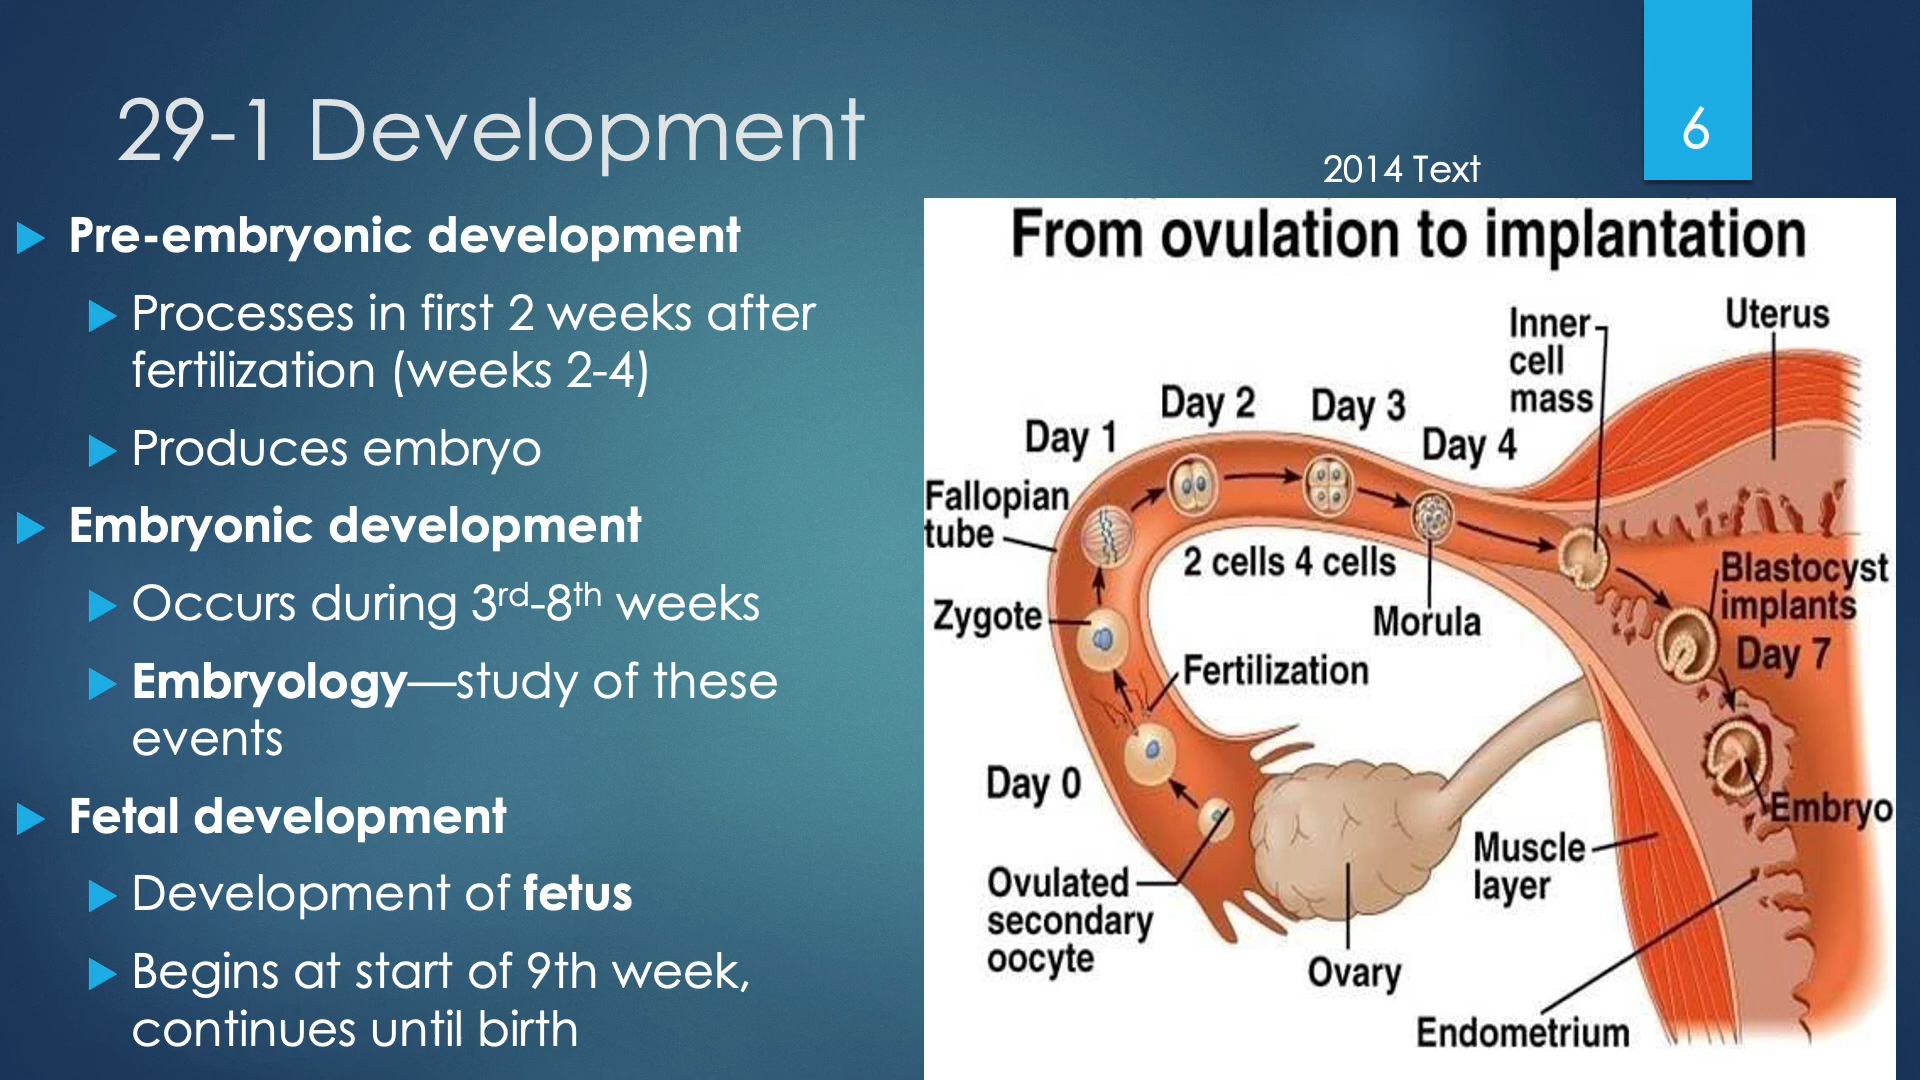 29-1 Development
6
2014 Text
Pre-embryonic development
Processes in first 2 weeks after
fertilization (weeks 2-4)
Produces embryo
Embryonic development
Occurs during 3rd-8th weeks
Embryology—study of these
events
Fetal development
Development of fetus
Begins at start of 9th week,
continues until birth
From ovulation to implantation
Inner
cell
mass
Uterus
Day 1
Day 2
Day 3
Day 4
Fallopian
tube
2 cells 4 cells
Blastocyst
implants
Day 7
Zygote
Morula
Fertilization
Day 0
Embryo
Muscle
layer
Ovulated
secondary
oocyte
Ovary
Endometrium